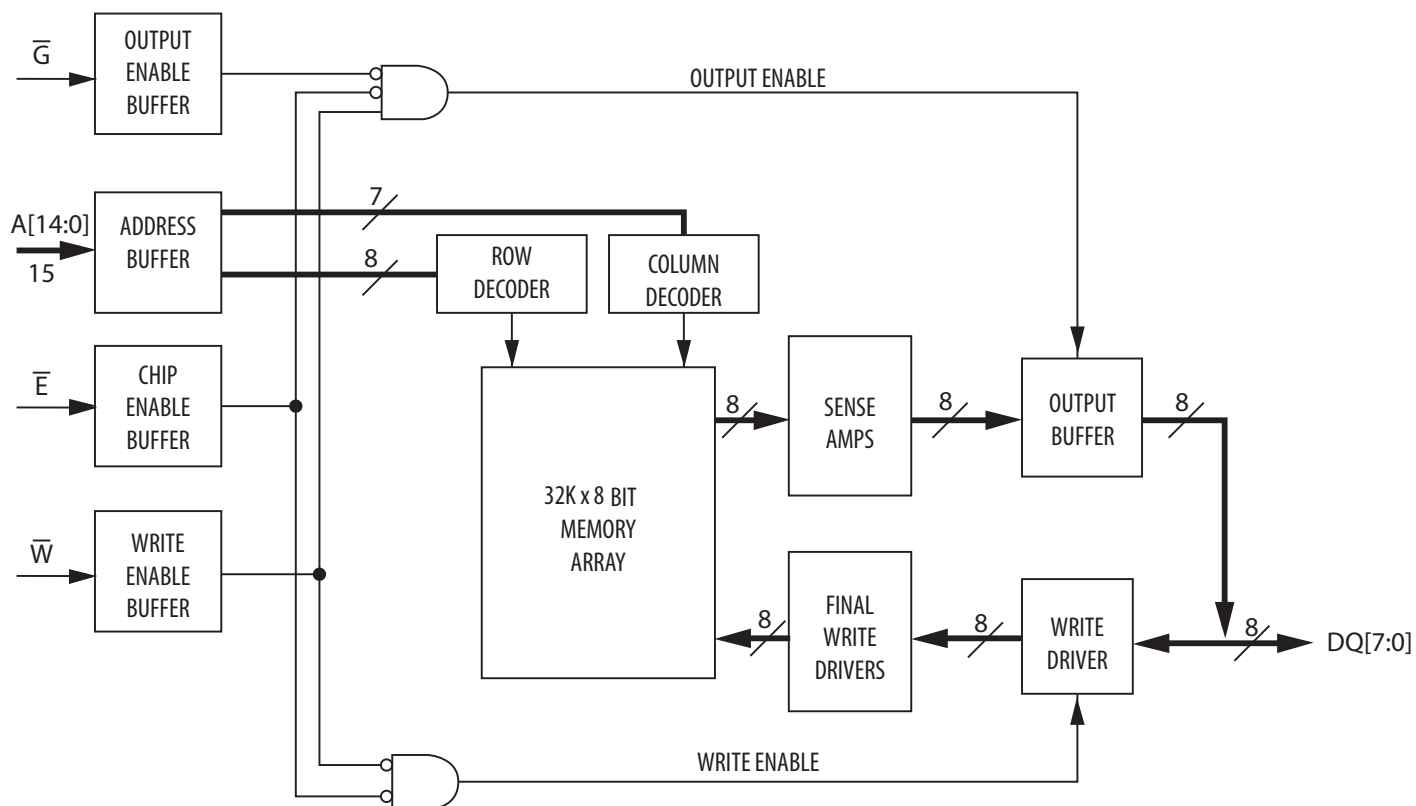 G̅
OUTPUT
ENABLE
BUFFER
OUTPUT ENABLE
A[14:0]
15
ADDRESS
BUFFER
7
8
ROW
DECODER
COLUMN
DECODER
E̅
CHIP
ENABLE
BUFFER
32K x 8 BIT
MEMORY
ARRAY
8
SENSE
AMPS
8
OUTPUT
BUFFER
8
W̅
WRITE
ENABLE
BUFFER
8
FINAL
WRITE
DRIVERS
8
WRITE
DRIVER
8
DQ[7:0]
WRITE ENABLE